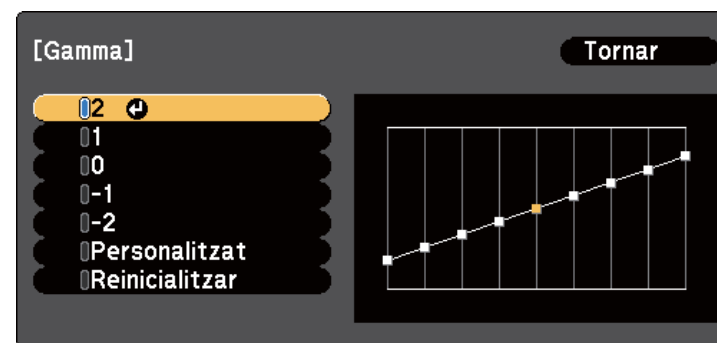 [Gamma]
Tornar
2
1
0
-1
-2
Personalitzat
Reinicialitzar